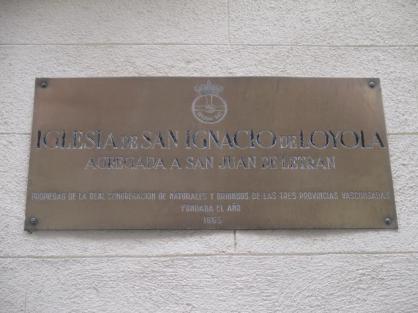 IGLESIA DE SAN IGNACIO DE LOYOLA
AGREGADA A SAN JUAN DE LETRAN
PROPIEDAD DE LA REAL CONGREGACION DE NATURALES Y ORIUNDOS DE LAS TRES PROVINCIAS VASCONGADAS
FUNDADA EL AÑO